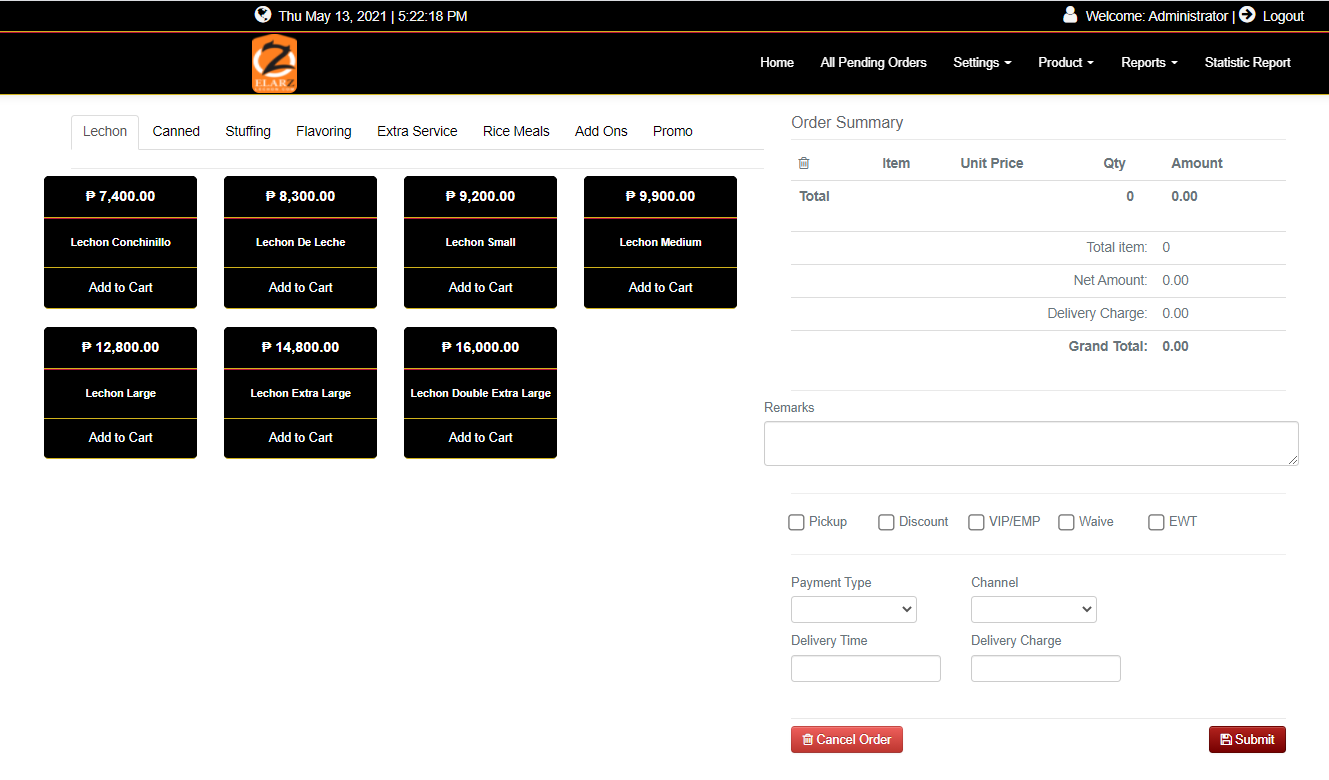 Thu May 13, 2021 | 5:22:18 PM
Welcome: Administrator | Logout
ELARZ
Home All Pending Orders Settings Product Reports Statistic Report
Lechon Canned Stuffing Flavoring Extra Service Rice Meals Add Ons Promo
₱ 7,400.00 ₱ 8,300.00 ₱ 9,200.00 ₱ 9,900.00
Lechon Conchinillo Lechon De Leche Lechon Small Lechon Medium
Add to Cart Add to Cart Add to Cart Add to Cart
₱ 12,800.00 ₱ 14,800.00 ₱ 16,000.00
Lechon Large Lechon Extra Large Lechon Double Extra Large
Add to Cart Add to Cart Add to Cart
Order Summary
Item Unit Price Qty Amount
Total 0 0.00
Total item: 0
Net Amount: 0.00
Delivery Charge: 0.00
Grand Total: 0.00
Remarks
Pickup Discount VIP/EMP Waive EWT
Payment Type Channel
Delivery Time Delivery Charge
Cancel Order Submit